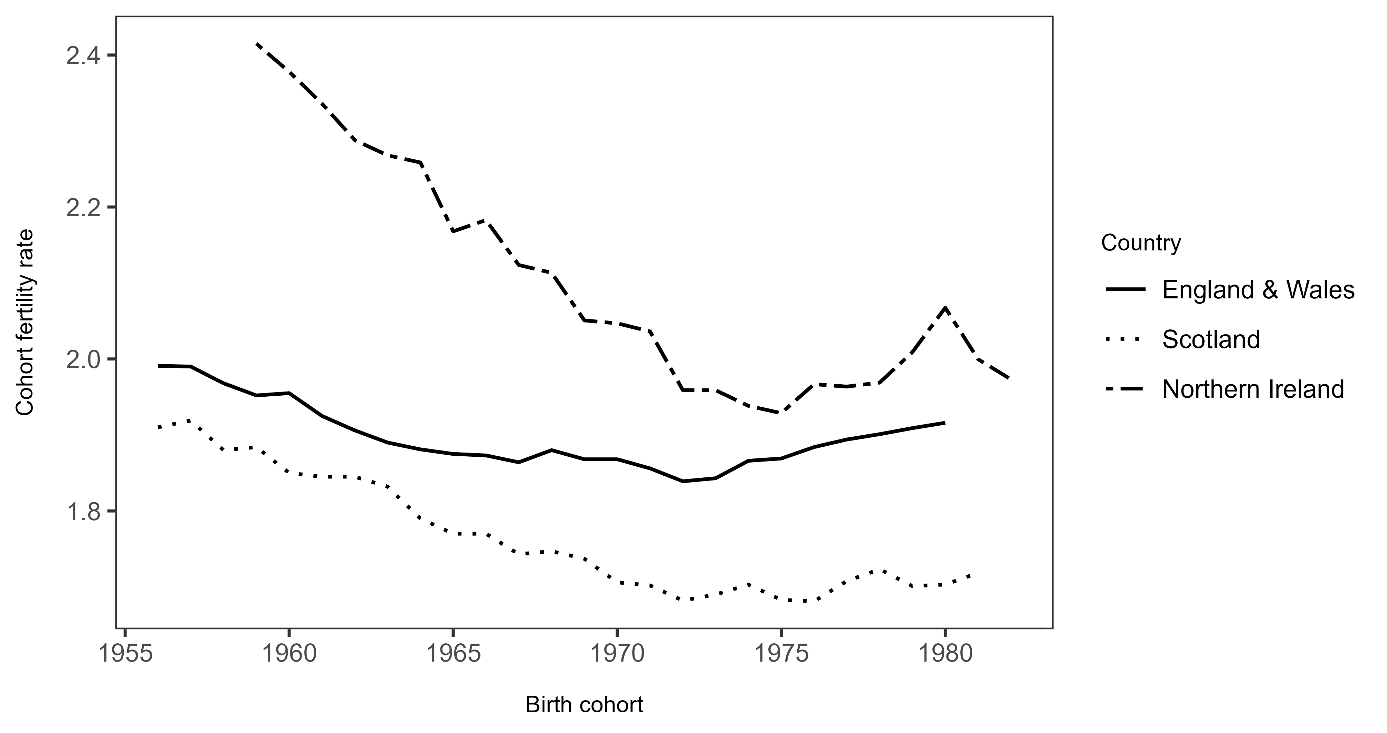 Cohort fertility rate
2.4
2.2
2.0
1.8
1955 1960 1965 1970 1975 1980
Birth cohort
Country
England & Wales
Scotland
Northern Ireland